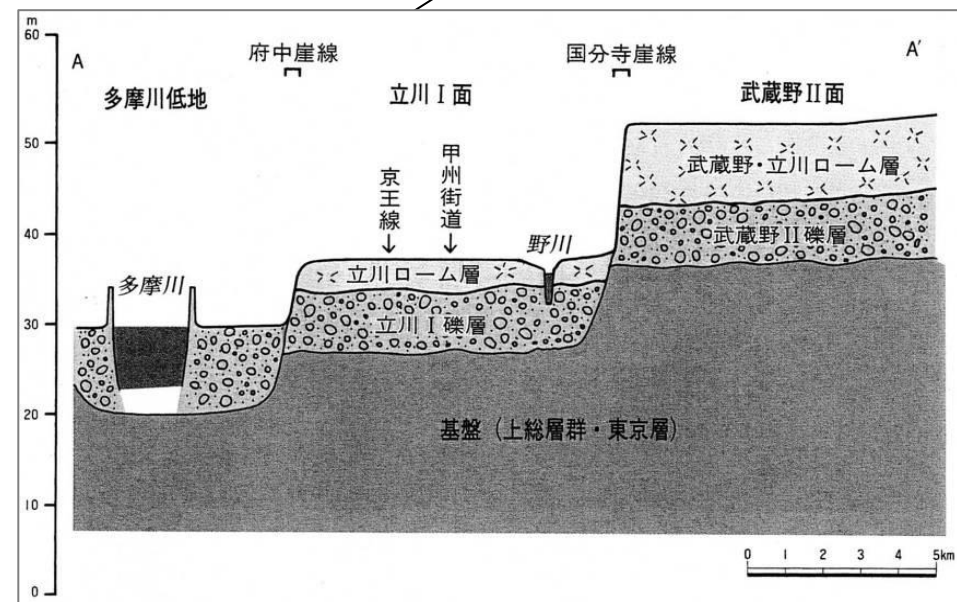 m
60
50
40
30
20
10
0
A
A′
府中崖線
国分寺崖線
多摩川低地
立川Ⅰ面
武蔵野Ⅱ面
京王線
甲州街道
野川
多摩川
武蔵野・立川ローム層
武蔵野Ⅱ礫層
立川ローム層
立川Ⅰ礫層
基盤（上総層群・東京層）
0 1 2 3 4 5km